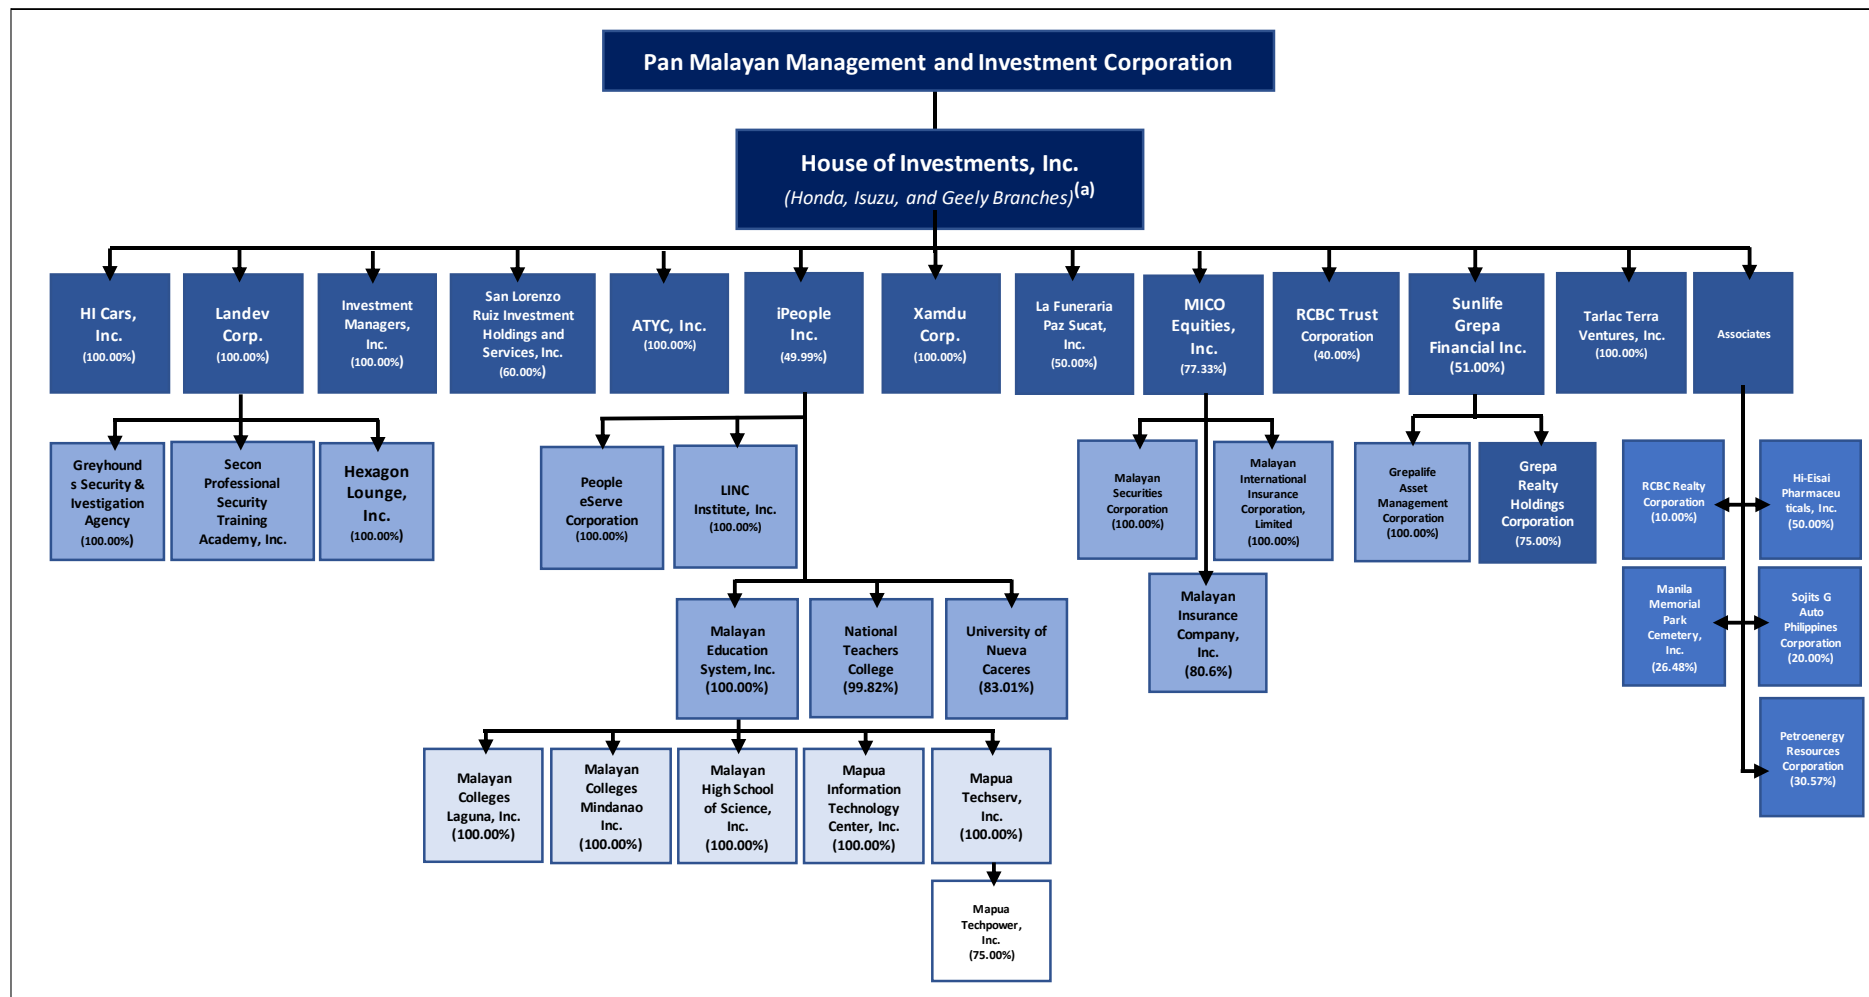 Pan Malayan Management and Investment Corporation
House of Investments, Inc.
(Honda, Isuzu, and Geely Branches)(a)
HI Cars,
Inc.
(100.00%)
Landev
Corp.
(100.00%)
Investment
Managers,
Inc.
(100.00%)
San Lorenzo
Ruiz Investment
Holdings and
Services, Inc.
(60.00%)
ATYC, Inc.
(100.00%)
iPeople
Inc.
(49.99%)
Xamdu
Corp.
(100.00%)
La Funeraria
Paz Sucat,
Inc.
(50.00%)
MICO
Equities,
Inc.
(77.33%)
RCBC Trust
Corporation
(40.00%)
Sunlife
Grepa
Financial Inc.
(51.00%)
Tarlac Terra
Ventures, Inc.
(100.00%)
Associates
Greyhound
s Security &
Ivestigation
Agency
(100.00%)
Secon
Professional
Security
Training
Academy, Inc.
Hexagon
Lounge,
Inc.
(100.00%)
People
eServe
Corporation
(100.00%)
LINC
Institute, Inc.
(100.00%)
Malayan
Securities
Corporation
(100.00%)
Malayan
International
Insurance
Corporation,
Limited
(100.00%)
Grepalife
Asset
Management
Corporation
(100.00%)
Grepa
Realty
Holdings
Corporation
(75.00%)
RCBC Realty
Corporation
(10.00%)
Hi-Eisai
Pharmaceu
ticals, Inc.
(50.00%)
Malayan
Education
System, Inc.
(100.00%)
National
Teachers
College
(99.82%)
University of
Nueva
Caceres
(83.01%)
Malayan
Insurance
Company,
Inc.
(80.6%)
Manila
Memorial
Park
Cemetery,
Inc.
(26.48%)
Sojits G
Auto
Philippines
Corporation
(20.00%)
Petroenergy
Resources
Corporation
(30.57%)
Malayan
Colleges
Laguna, Inc.
(100.00%)
Malayan
Colleges
Mindanao
Inc.
(100.00%)
Malayan
High School
of Science,
Inc.
(100.00%)
Mapua
Information
Technology
Center, Inc.
(100.00%)
Mapua
Techserv,
Inc.
(100.00%)
Mapua
Techpower,
Inc.
(75.00%)